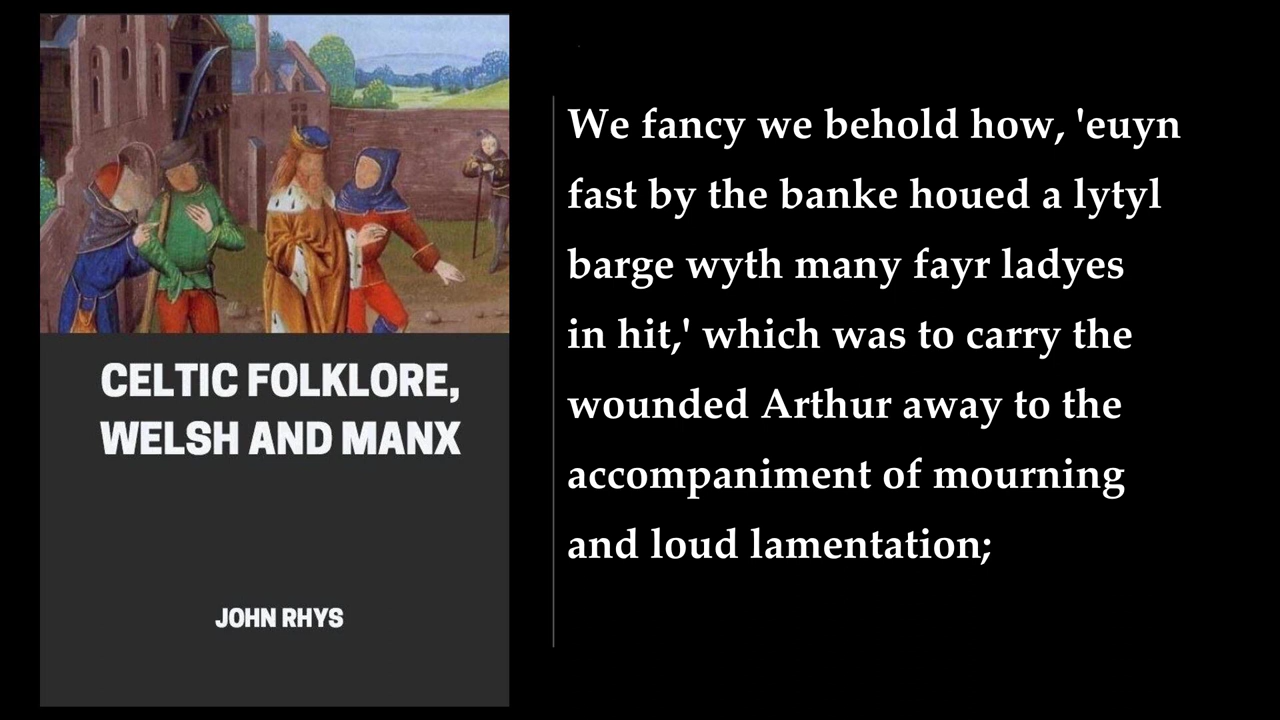 CELTIC FOLKLORE,
WELSH AND MANX
JOHN RHYS
We fancy we behold how, 'euyn
fast by the banke houed a lytyl
barge wyth many fayr ladyes
in hit,' which was to carry the
wounded Arthur away to the
accompaniment of mourning
and loud lamentation;